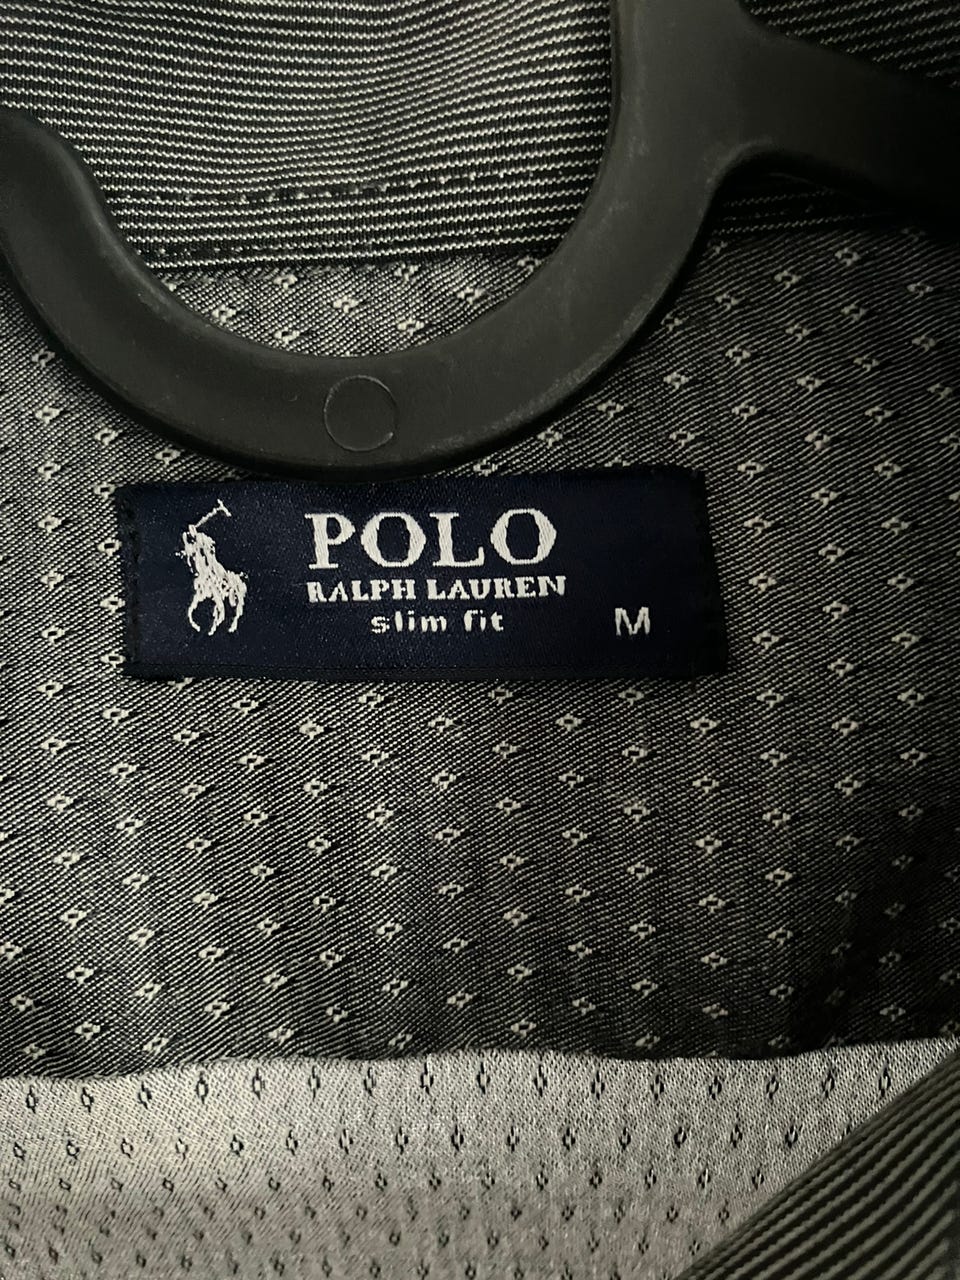 POLO
RALPH LAUREN
slim fit
M